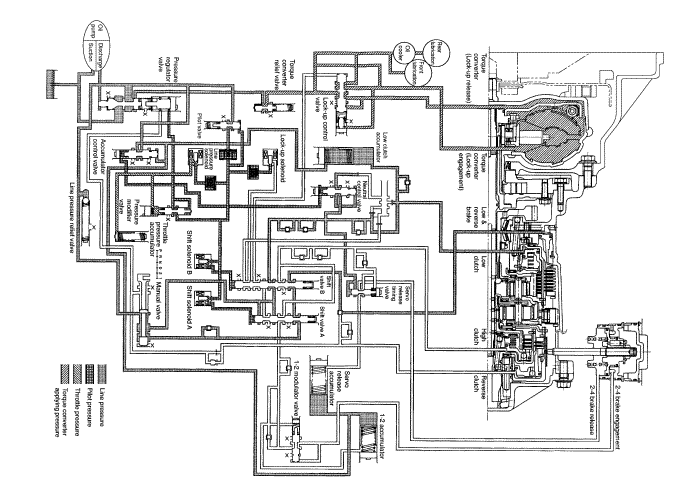 Oil
pump
Discharge
Suction
Pressure
regulator
valve
Torque
converter
relief valve
Oil
cooler
Rear
lubrication
Front
lubrication
Torque
converter
(Lock-up release)
Torque
converter
(Lock-up
engagement)
Low &
reverse
brake
Low
clutch
High
clutch
Reverse
clutch
2-4 brake release
2-4 brake engagement
Pilot valve
Lock-up control
valve
Low clutch
accumulator
Lock-up solenoid
Accumulator
control valve
Line pressure relief valve
Pressure
modifier
valve
Throttle
pressure
accumulator
Shift solenoid B
Shift solenoid A
Manual valve
Shift
valve B
Shift valve A
Servo
release
timing
valve
Servo
release
accumulator
1-2 modulator valve
1-2 accumulator
Line pressure
Pilot pressure
Throttle pressure
Torque converter
applying pressure